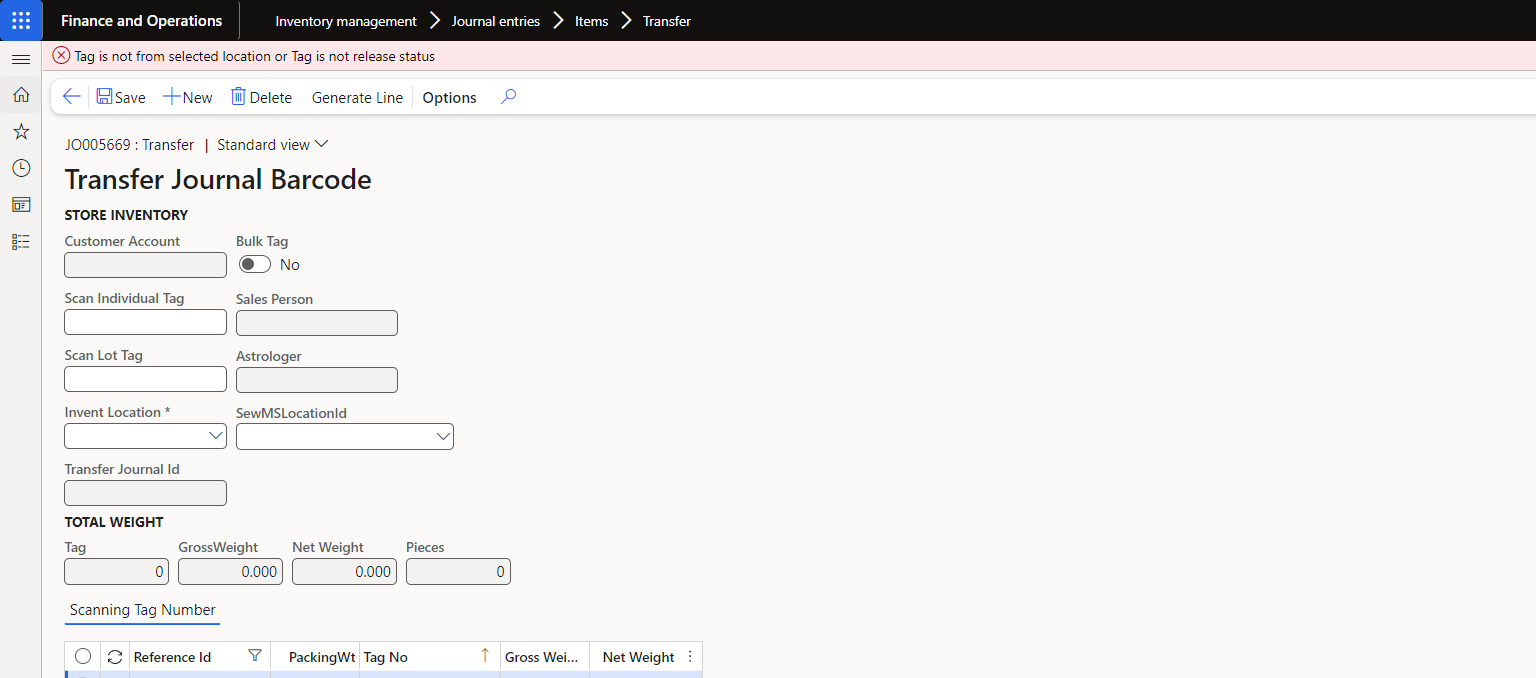 Finance and Operations Inventory management Journal entries Items Transfer
Tag is not from selected location or Tag is not release status
Save New Delete Generate Line Options
JO005669 : Transfer | Standard view
Transfer Journal Barcode
STORE INVENTORY
Customer Account Bulk Tag
No
Scan Individual Tag Sales Person
Scan Lot Tag Astrologer
Invent Location * SewMSLocationId
Transfer Journal Id
TOTAL WEIGHT
Tag GrossWeight Net Weight Pieces
0 0.000 0.000 0
Scanning Tag Number
Reference Id PackingWt Tag No Gross Wei... Net Weight